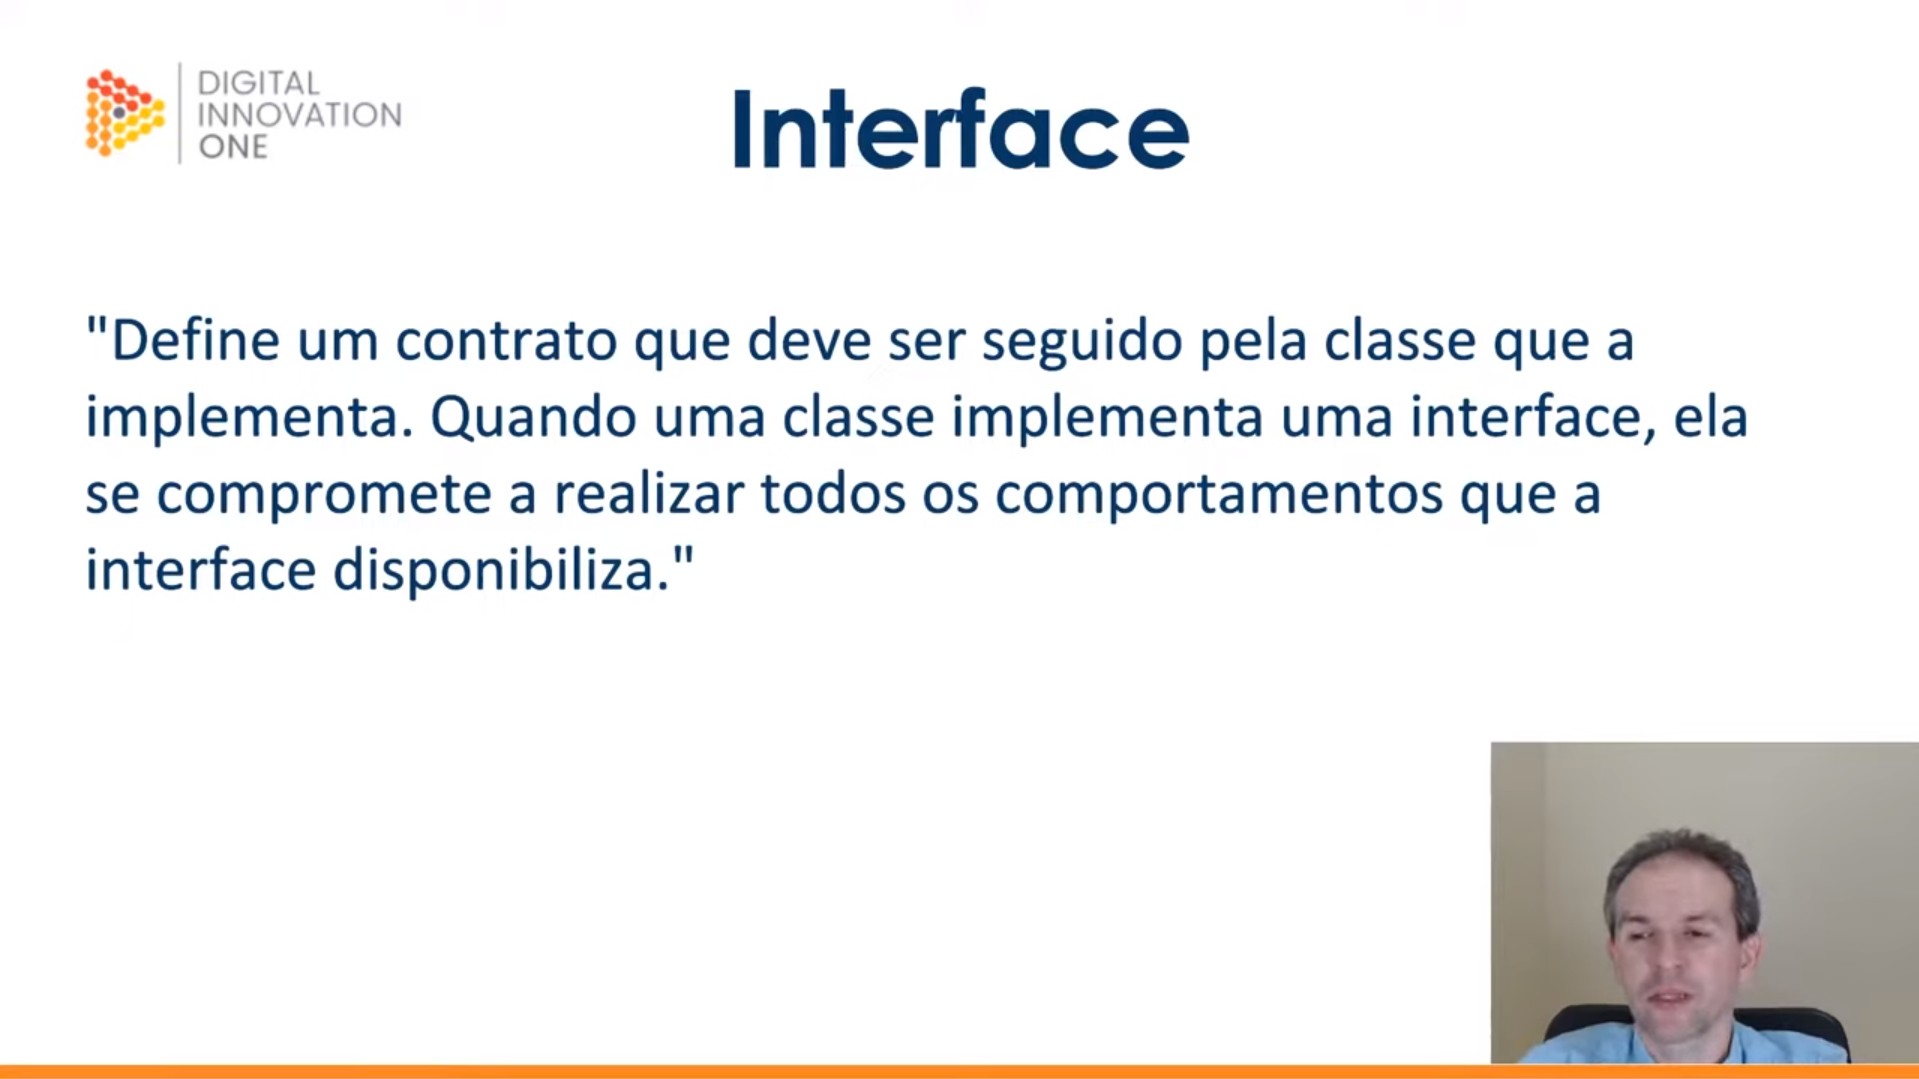 DIGITAL
INNOVATION
ONE
Interface
"Define um contrato que deve ser seguido pela classe que a
implementa. Quando uma classe implementa uma interface, ela
se compromete a realizar todos os comportamentos que a
interface disponibiliza."